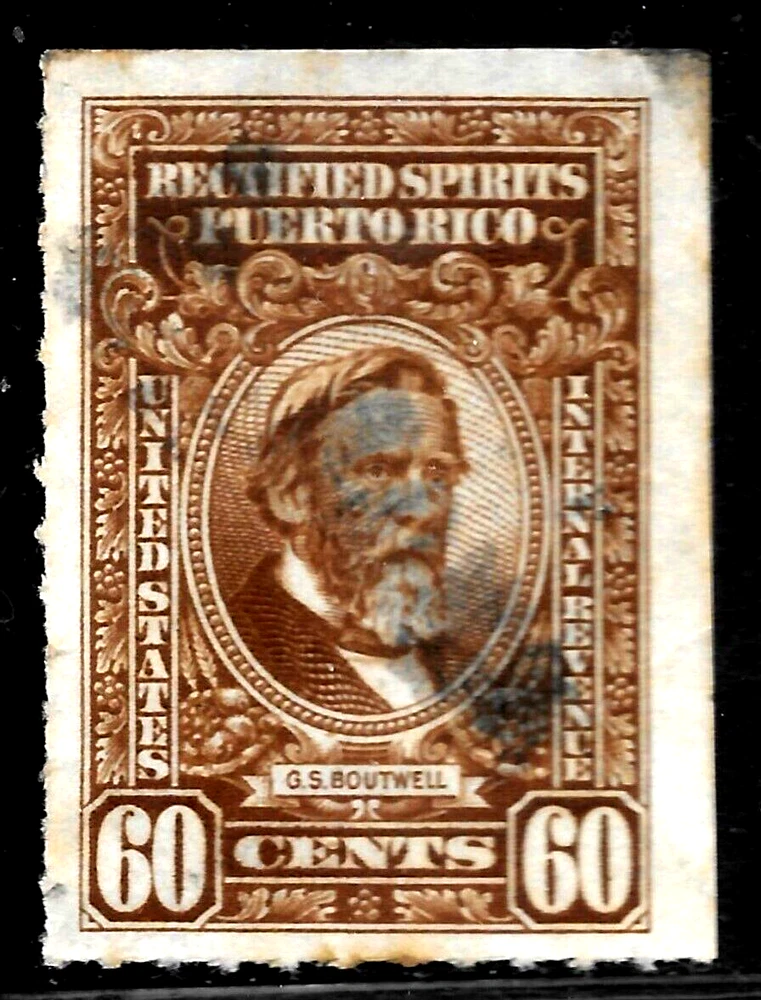 RECTIFIED SPIRITS
PUERTO RICO
UNITED STATES
INTERNAL REVENUE
G.S. BOUTWELL
60 CENTS 60